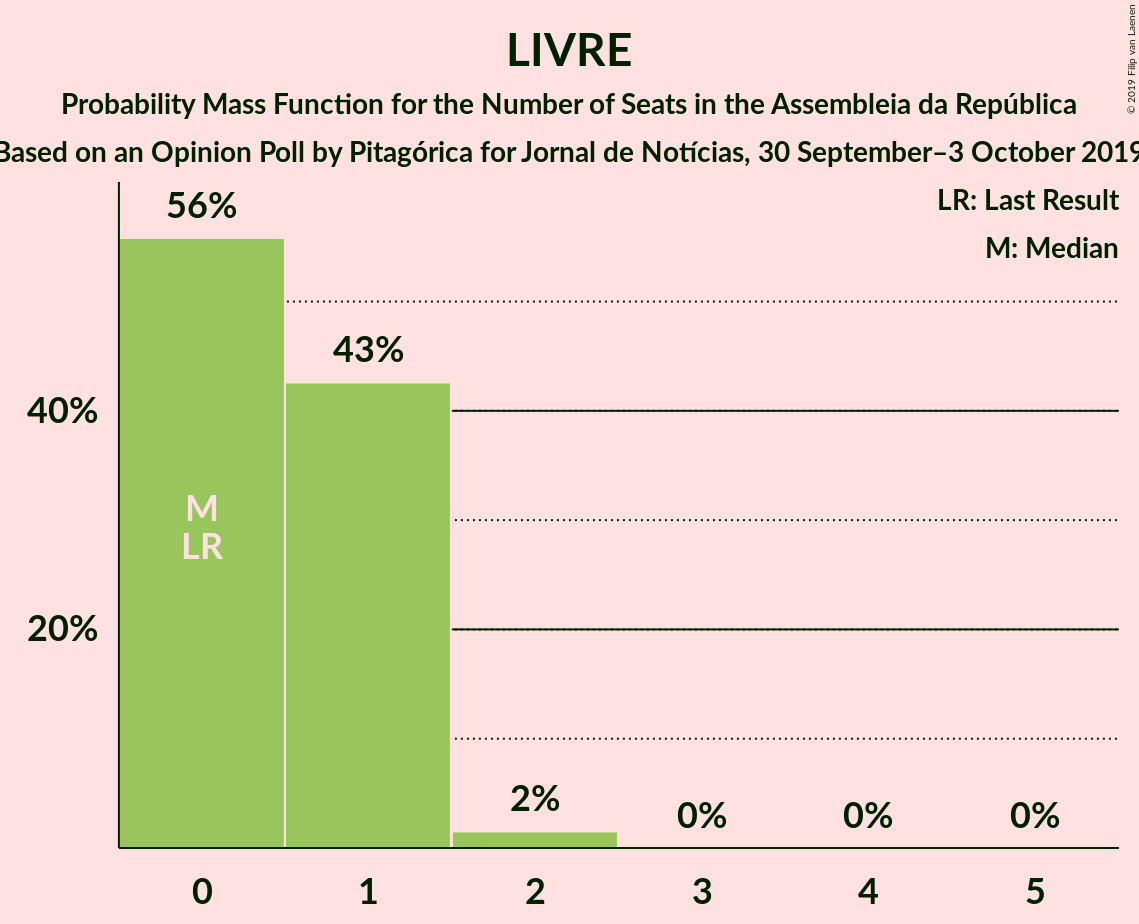 LIVRE
Probability Mass Function for the Number of Seats in the Assembleia da República
Based on an Opinion Poll by Pitagórica for Jornal de Notícias, 30 September–3 October 2019
© 2019 Filip van Laenen
LR: Last Result
M: Median
56%
43%
40%
M
LR
20%
2%
0%
0%
0%
0
1
2
3
4
5